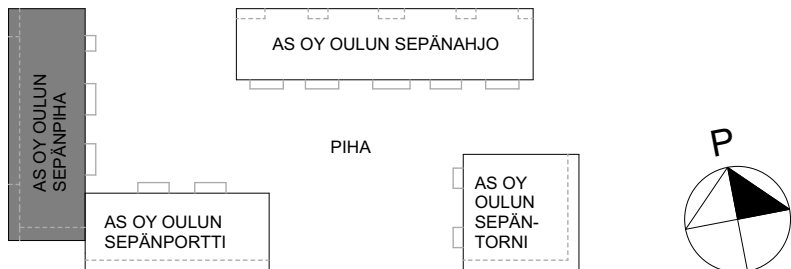 AS OY OULUN
SEPÄNPIHA
AS OY OULUN SEPÄNAHJO
PIHA
AS OY OULUN
SEPÄNPORTTI
AS OY
OULUN
SEPÄN-
TORNI
P